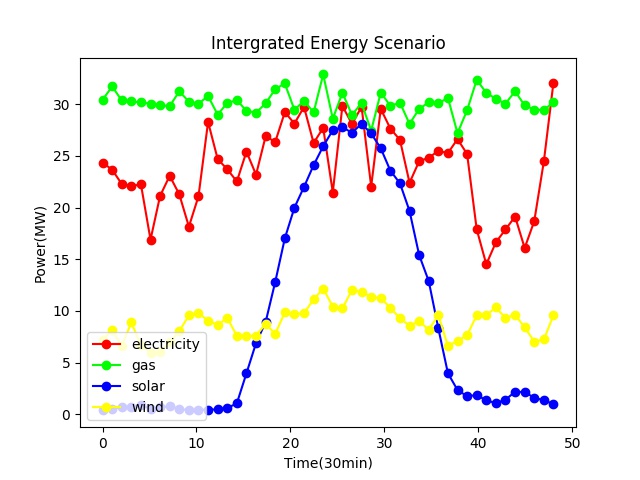 Intergrated Energy Scenario
Power(MW)
30
25
20
15
10
5
0
electricity
gas
solar
wind
0
10
20
30
40
50
Time(30min)